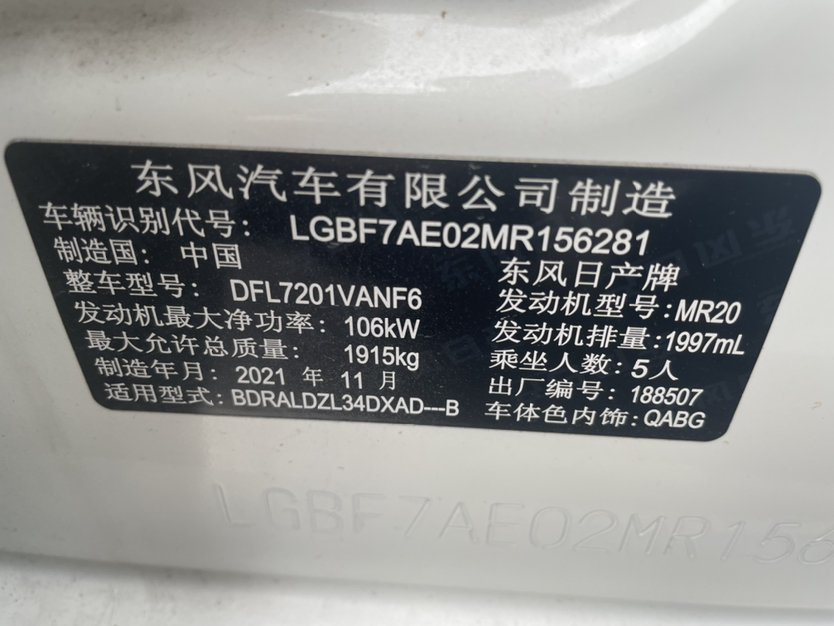 东风汽车有限公司制造
车辆识别代号: LGBF7AE02MR156281
制造国: 中国 东风日产牌
整车型号: DFL7201VANF6 发动机型号:MR20
发动机最大净功率: 106kW 发动机排量:1997mL
最大允许总质量: 1915kg 乘坐人数:5人
制造年月: 2021 年 11 月 出厂编号: 188507
适用型式: BDRALDZL34DXAD---B 车体色内饰:QABG
LGBF7AE02MR156